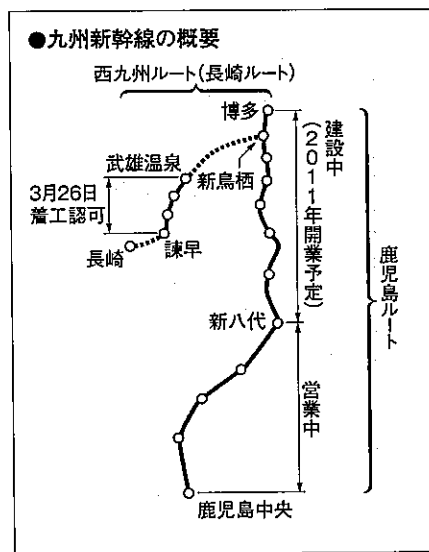 ●九州新幹線の概要
西九州ルート(長崎ルート)
博多
武雄温泉
新鳥栖
3月26日
着工認可
長崎
諫早
建設中
(2011年開業予定)
鹿児島ルート
新八代
営業中
鹿児島中央